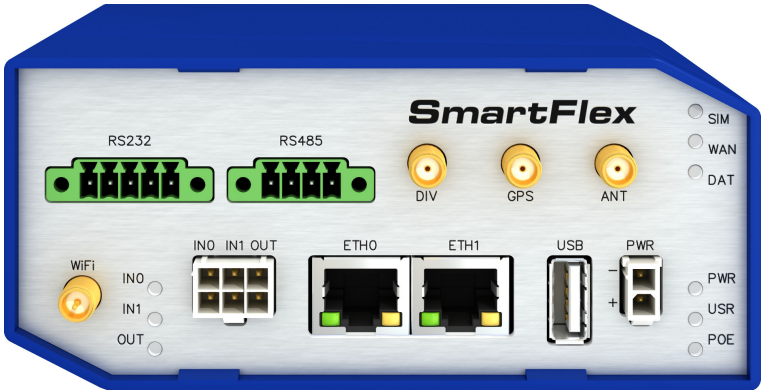 SmartFlex
RS232
RS485
SIM
WAN
DAT
DIV
GPS
ANT
WiFi
IN0
IN1
OUT
IN0 IN1 OUT
ETH0
ETH1
USB
PWR
−
+
PWR
USR
POE